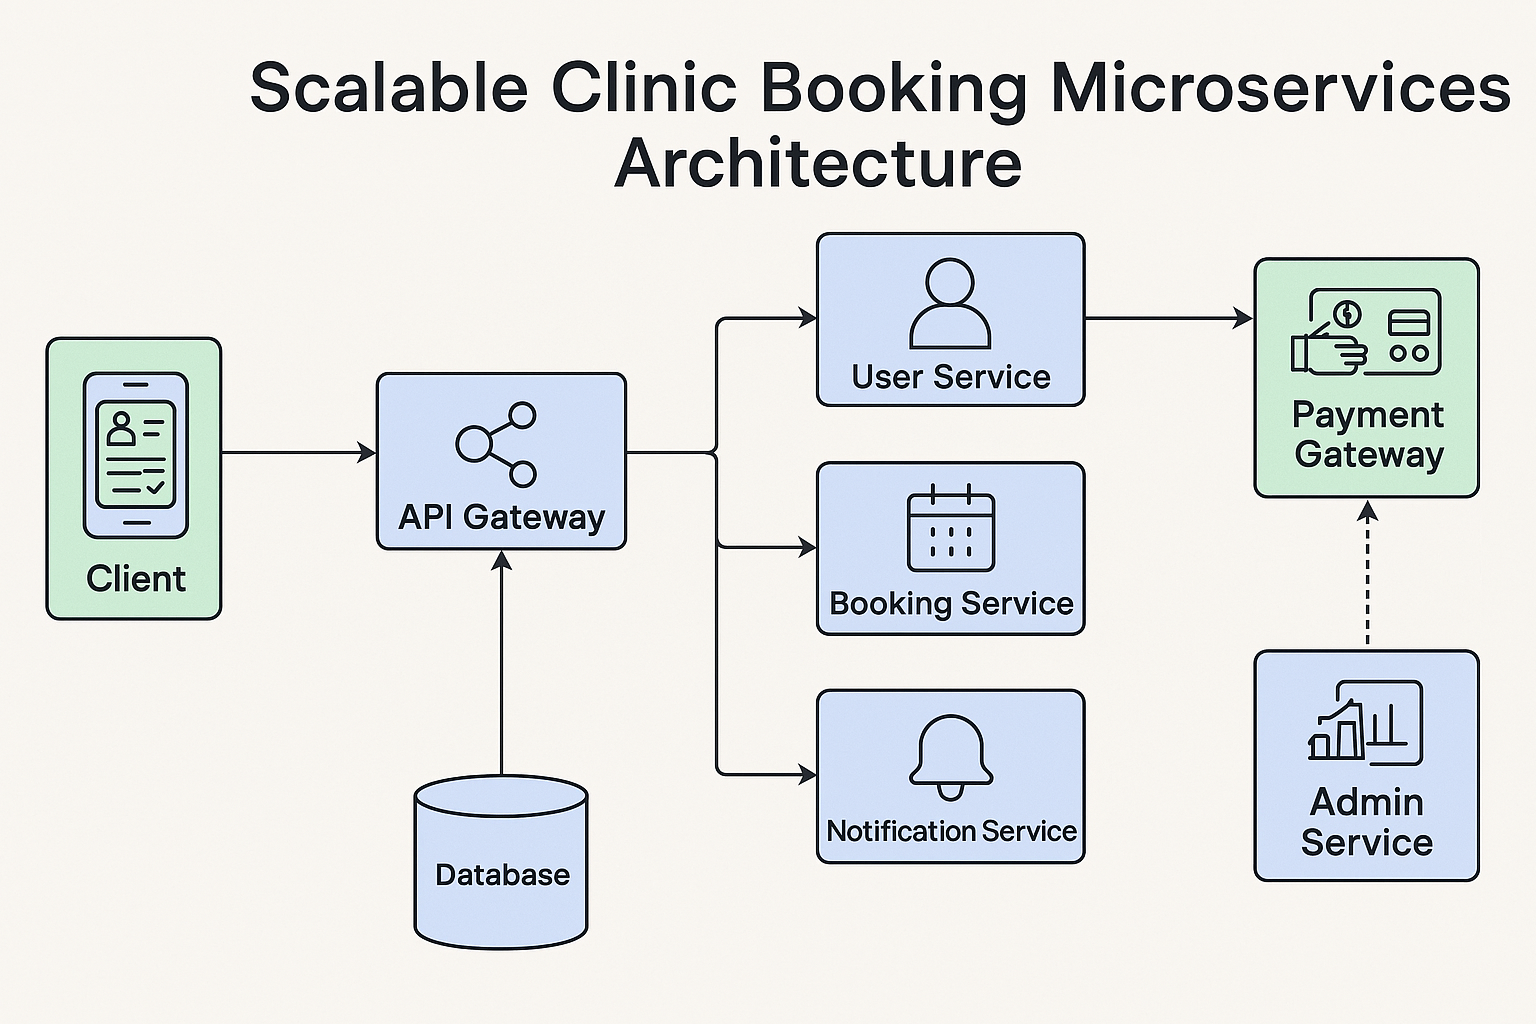 Scalable Clinic Booking Microservices
Architecture
Client
API Gateway
Database
User Service
Booking Service
Notification Service
Payment
Gateway
Admin
Service